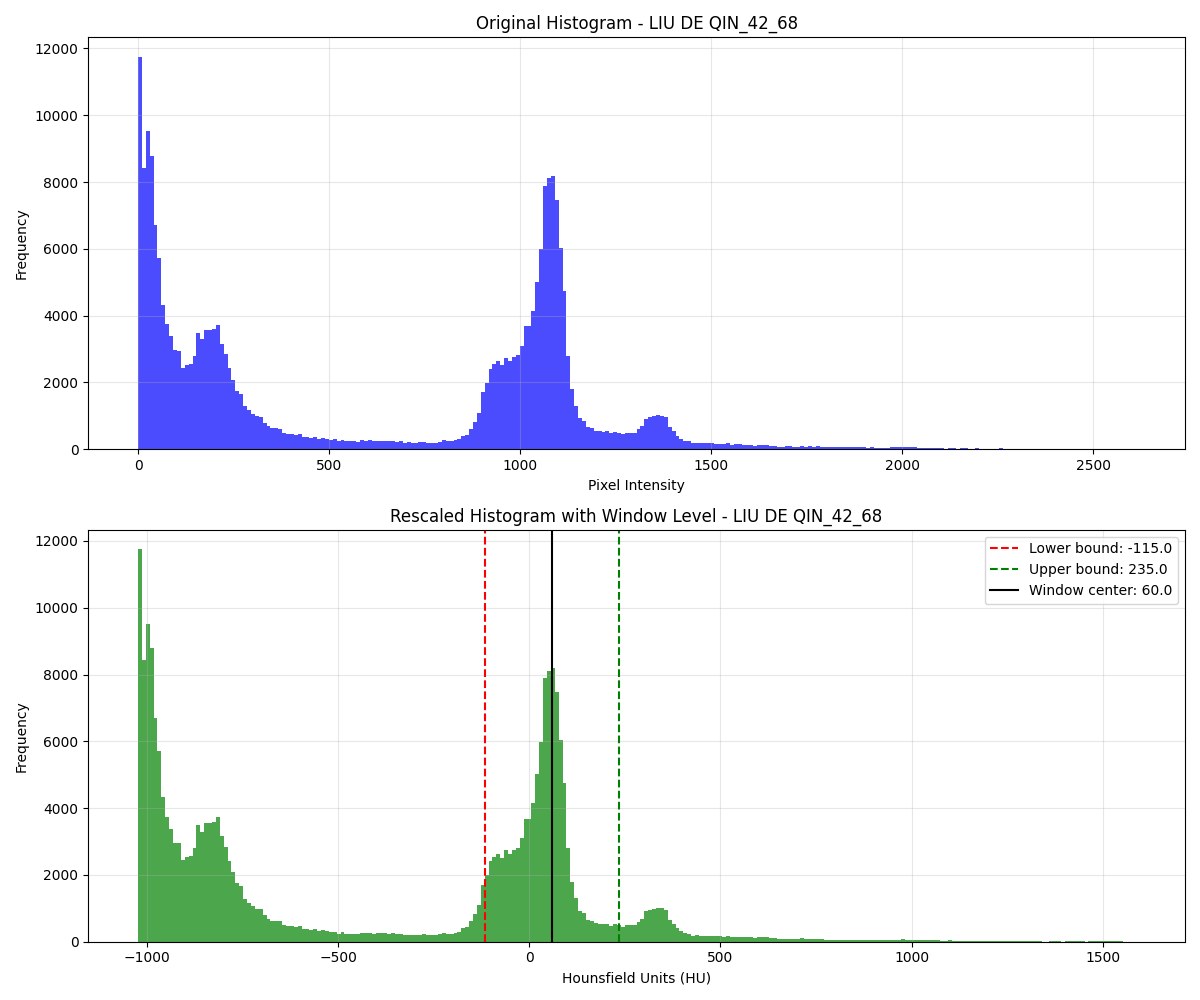 Original Histogram - LIU DE QIN_42_68
12000
10000
8000
6000
4000
2000
0
Frequency
0 500 1000 1500 2000 2500
Pixel Intensity
Rescaled Histogram with Window Level - LIU DE QIN_42_68
Lower bound: -115.0
Upper bound: 235.0
Window center: 60.0
12000
10000
8000
6000
4000
2000
0
Frequency
−1000 −500 0 500 1000 1500
Hounsfield Units (HU)